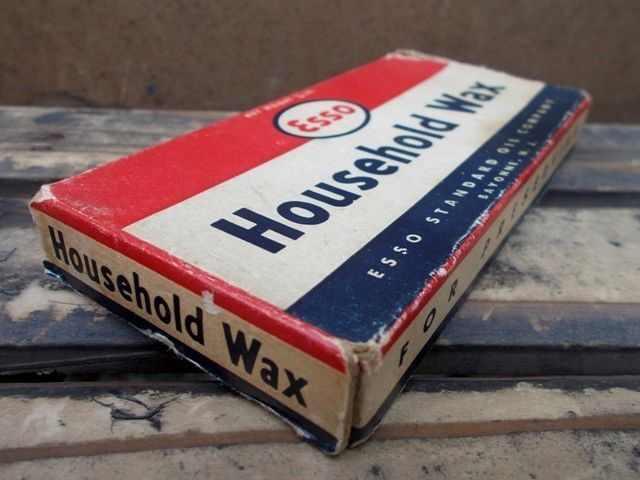 Esso
Household Wax
ESSO STANDARD OIL COMPANY
BAYONNE, N. J.
Household Wax
FOR